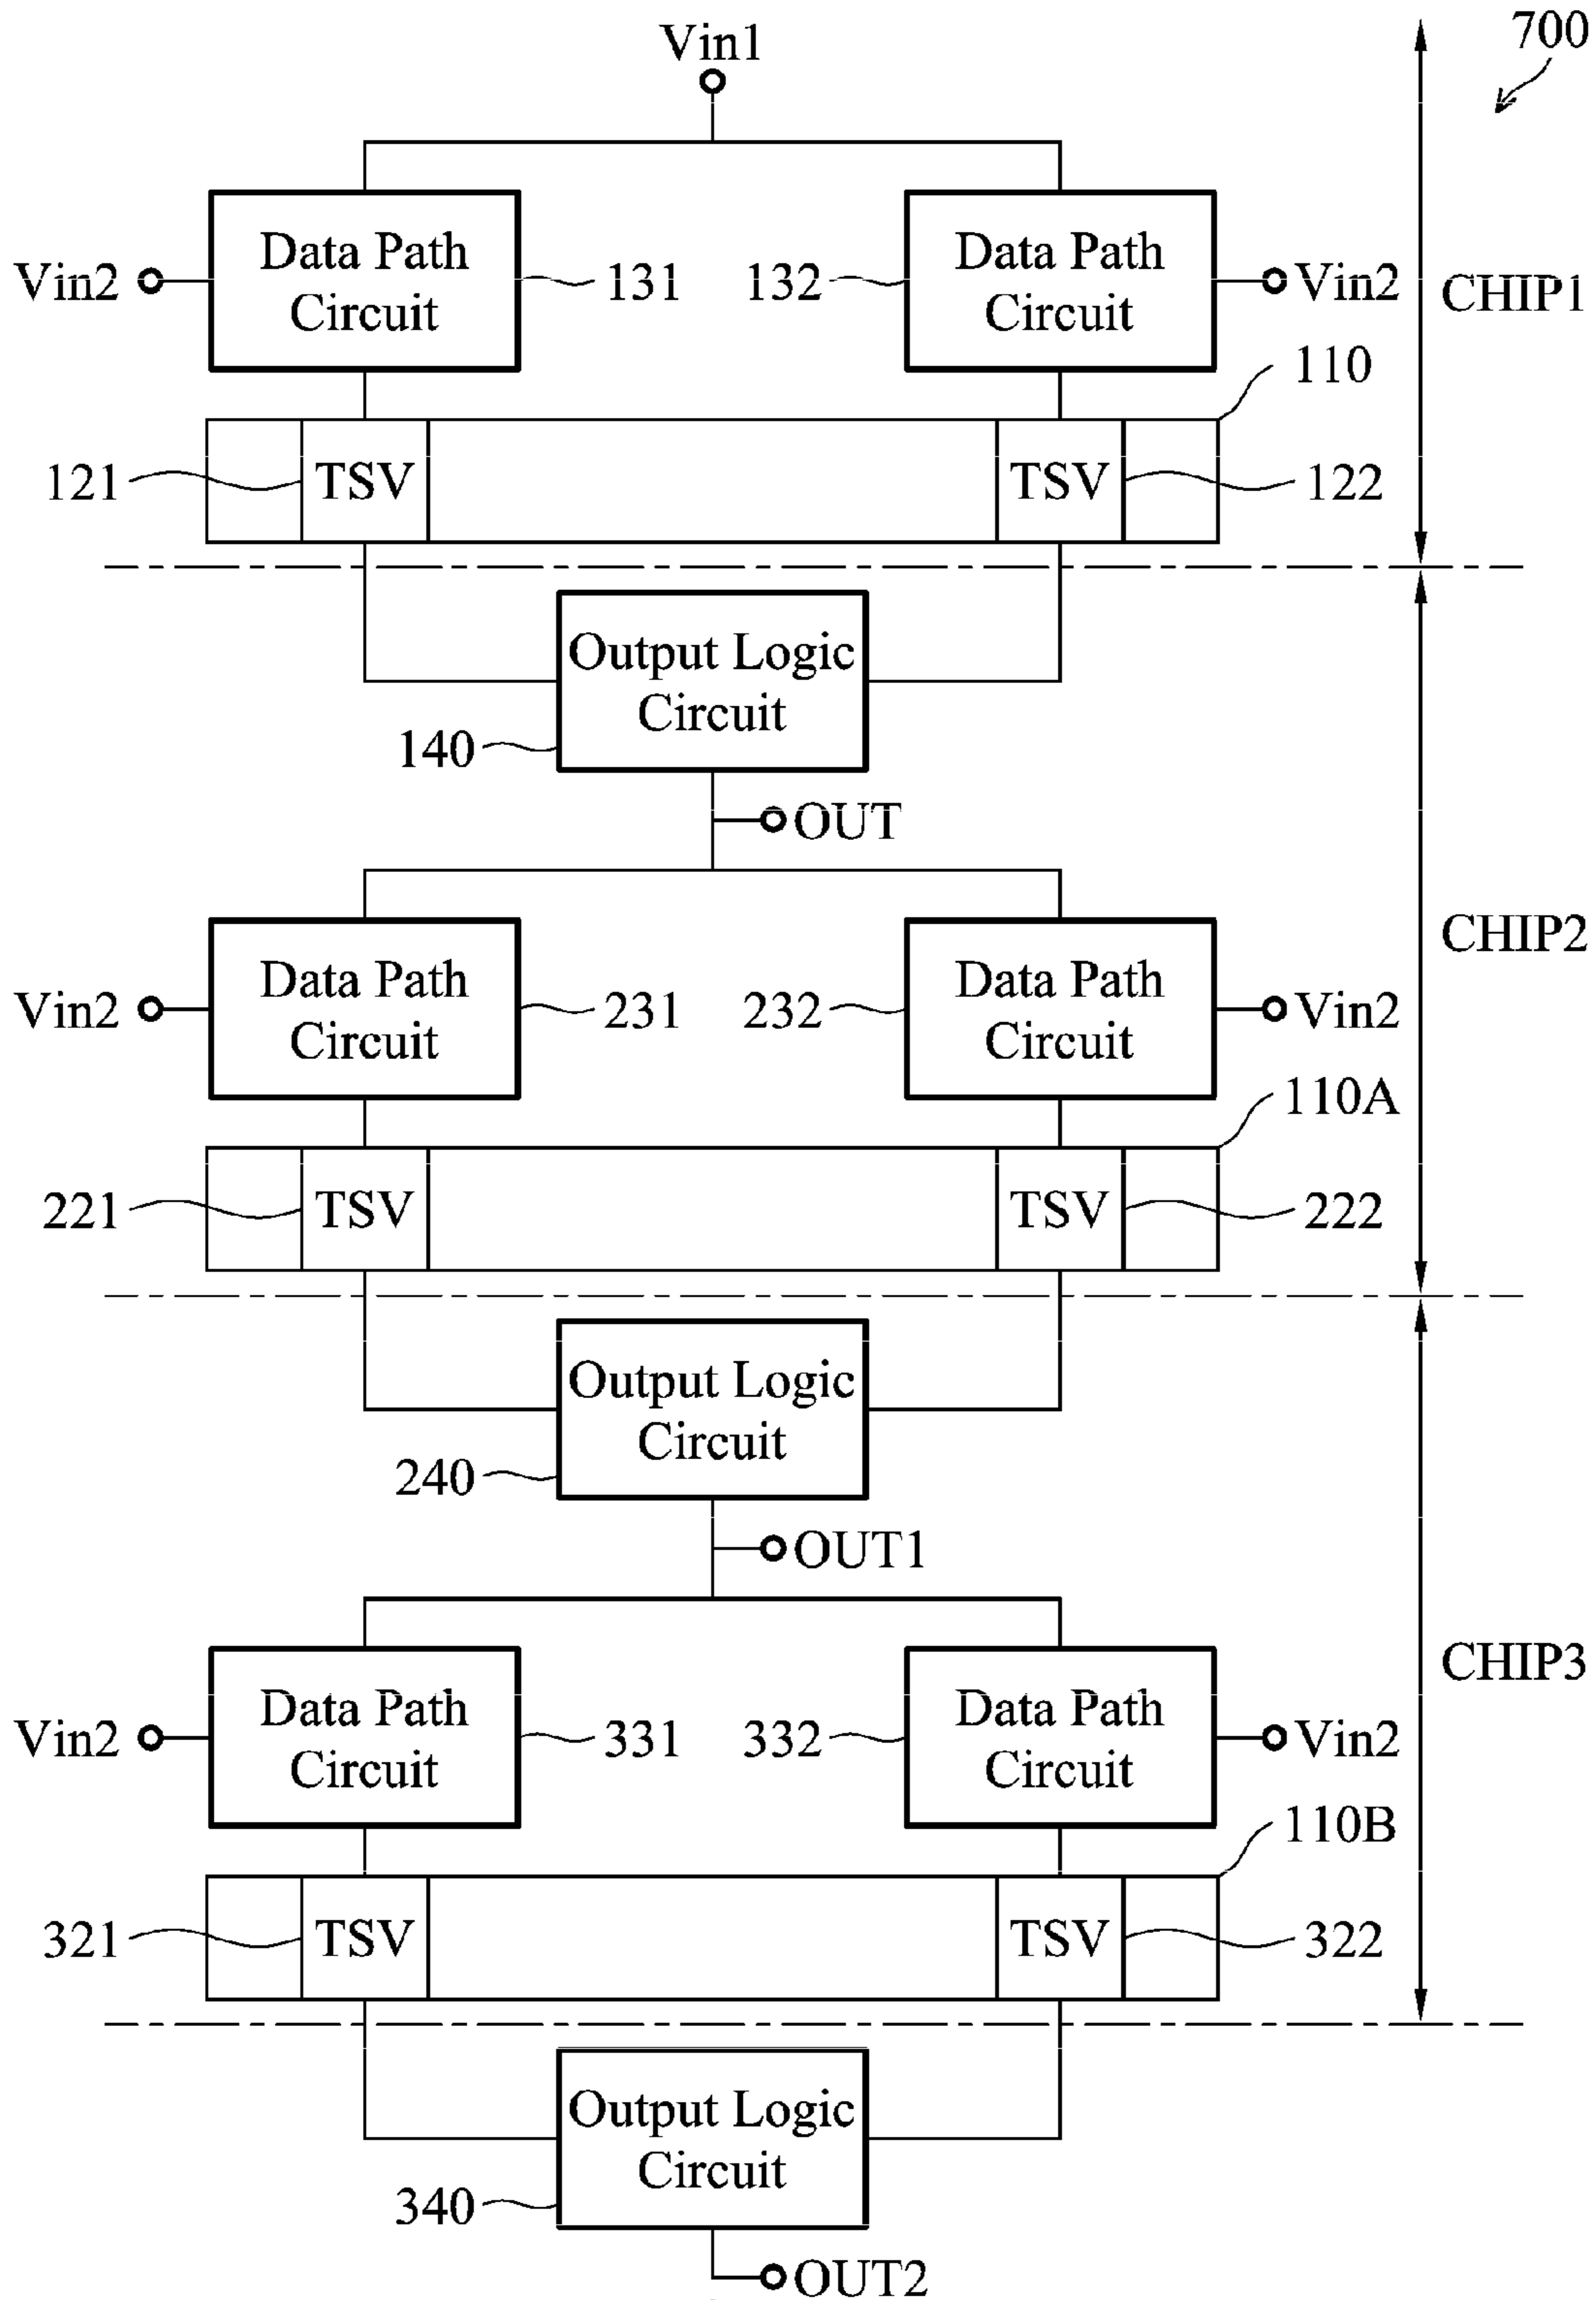 700
Vin1
Data Path
Circuit
Vin2
131
132
Data Path
Circuit
Vin2
CHIP1
110
121
TSV
TSV
122
Output Logic
Circuit
140
OUT
Data Path
Circuit
Vin2
231
232
Data Path
Circuit
Vin2
CHIP2
110A
221
TSV
TSV
222
Output Logic
Circuit
240
OUT1
Data Path
Circuit
Vin2
331
332
Data Path
Circuit
Vin2
CHIP3
110B
321
TSV
TSV
322
Output Logic
Circuit
340
OUT2